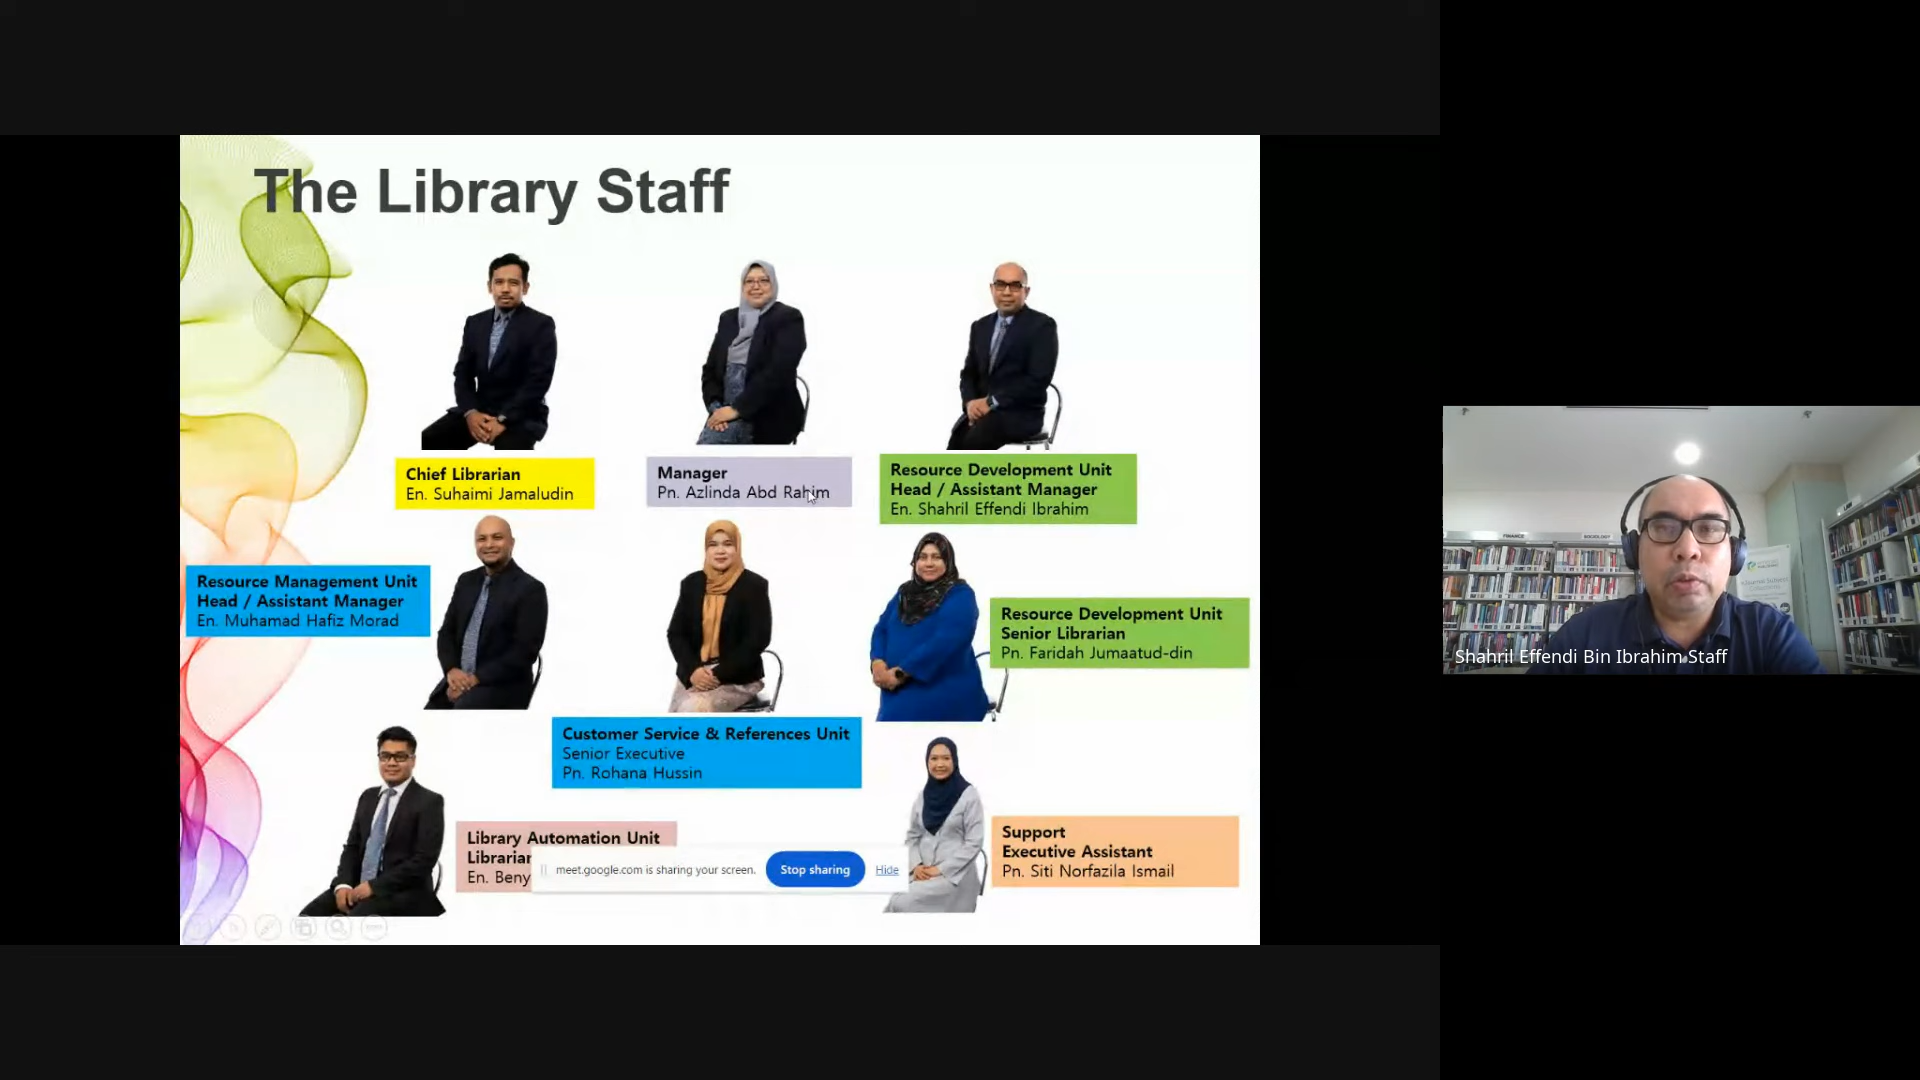 The Library Staff
Chief Librarian
En. Suhaimi Jamaludin
Manager
Pn. Azlinda Abd Rahim
Resource Development Unit
Head / Assistant Manager
En. Shahril Effendi Ibrahim
Resource Management Unit
Head / Assistant Manager
En. Muhamad Hafiz Morad
Resource Development Unit
Senior Librarian
Pn. Faridah Jumaatud-din
Customer Service & References Unit
Senior Executive
Pn. Rohana Hussin
Library Automation Unit
Librarian
En. Beny
meet.google.com is sharing your screen.
Stop sharing
Hide
Support
Executive Assistant
Pn. Siti Norfazila Ismail
FINANCE
SOCIOLOGY
Shahril Effendi Bin Ibrahim Staff